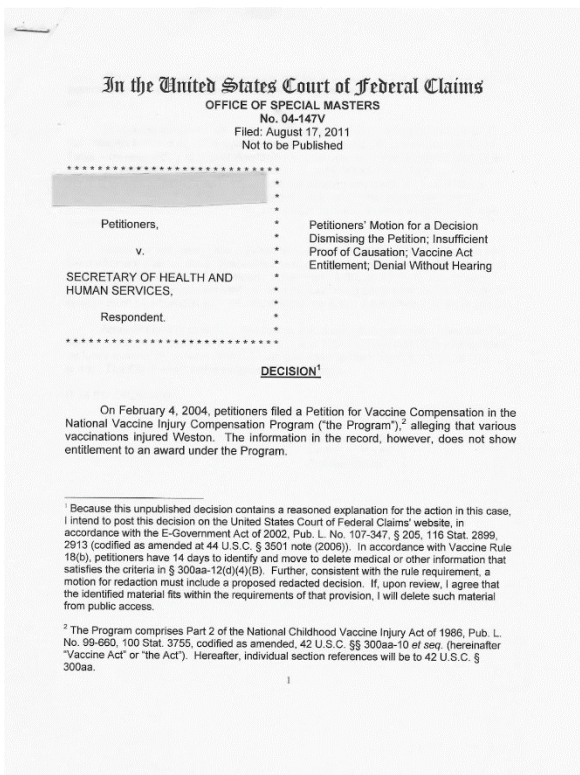 In the United States Court of Federal Claims
OFFICE OF SPECIAL MASTERS
No. 04-147V
Filed: August 17, 2011
Not to be Published
* * * * * * * * * * * * * * * * * * * * * * * * * * * *
*
*
*
Petitioners, * Petitioners' Motion for a Decision
* Dismissing the Petition; Insufficient
v. * Proof of Causation; Vaccine Act
* Entitlement; Denial Without Hearing
SECRETARY OF HEALTH AND *
HUMAN SERVICES, *
*
Respondent. *
*
* * * * * * * * * * * * * * * * * * * * * * * * * * * *
DECISION1
On February 4, 2004, petitioners filed a Petition for Vaccine Compensation in the
National Vaccine Injury Compensation Program ("the Program"),2 alleging that various
vaccinations injured Weston. The information in the record, however, does not show
entitlement to an award under the Program.
1 Because this unpublished decision contains a reasoned explanation for the action in this case,
I intend to post this decision on the United States Court of Federal Claims' website, in
accordance with the E-Government Act of 2002, Pub. L. No. 107-347, § 205, 116 Stat. 2899,
2913 (codified as amended at 44 U.S.C. § 3501 note (2006)). In accordance with Vaccine Rule
18(b), petitioners have 14 days to identify and move to delete medical or other information that
satisfies the criteria in § 300aa-12(d)(4)(B). Further, consistent with the rule requirement, a
motion for redaction must include a proposed redacted decision. If, upon review, I agree that
the identified material fits within the requirements of that provision, I will delete such material
from public access.
2 The Program comprises Part 2 of the National Childhood Vaccine Injury Act of 1986, Pub. L.
No. 99-660, 100 Stat. 3755, codified as amended, 42 U.S.C. §§ 300aa-10 et seq. (hereinafter
"Vaccine Act" or "the Act"). Hereafter, individual section references will be to 42 U.S.C. §
300aa.
1